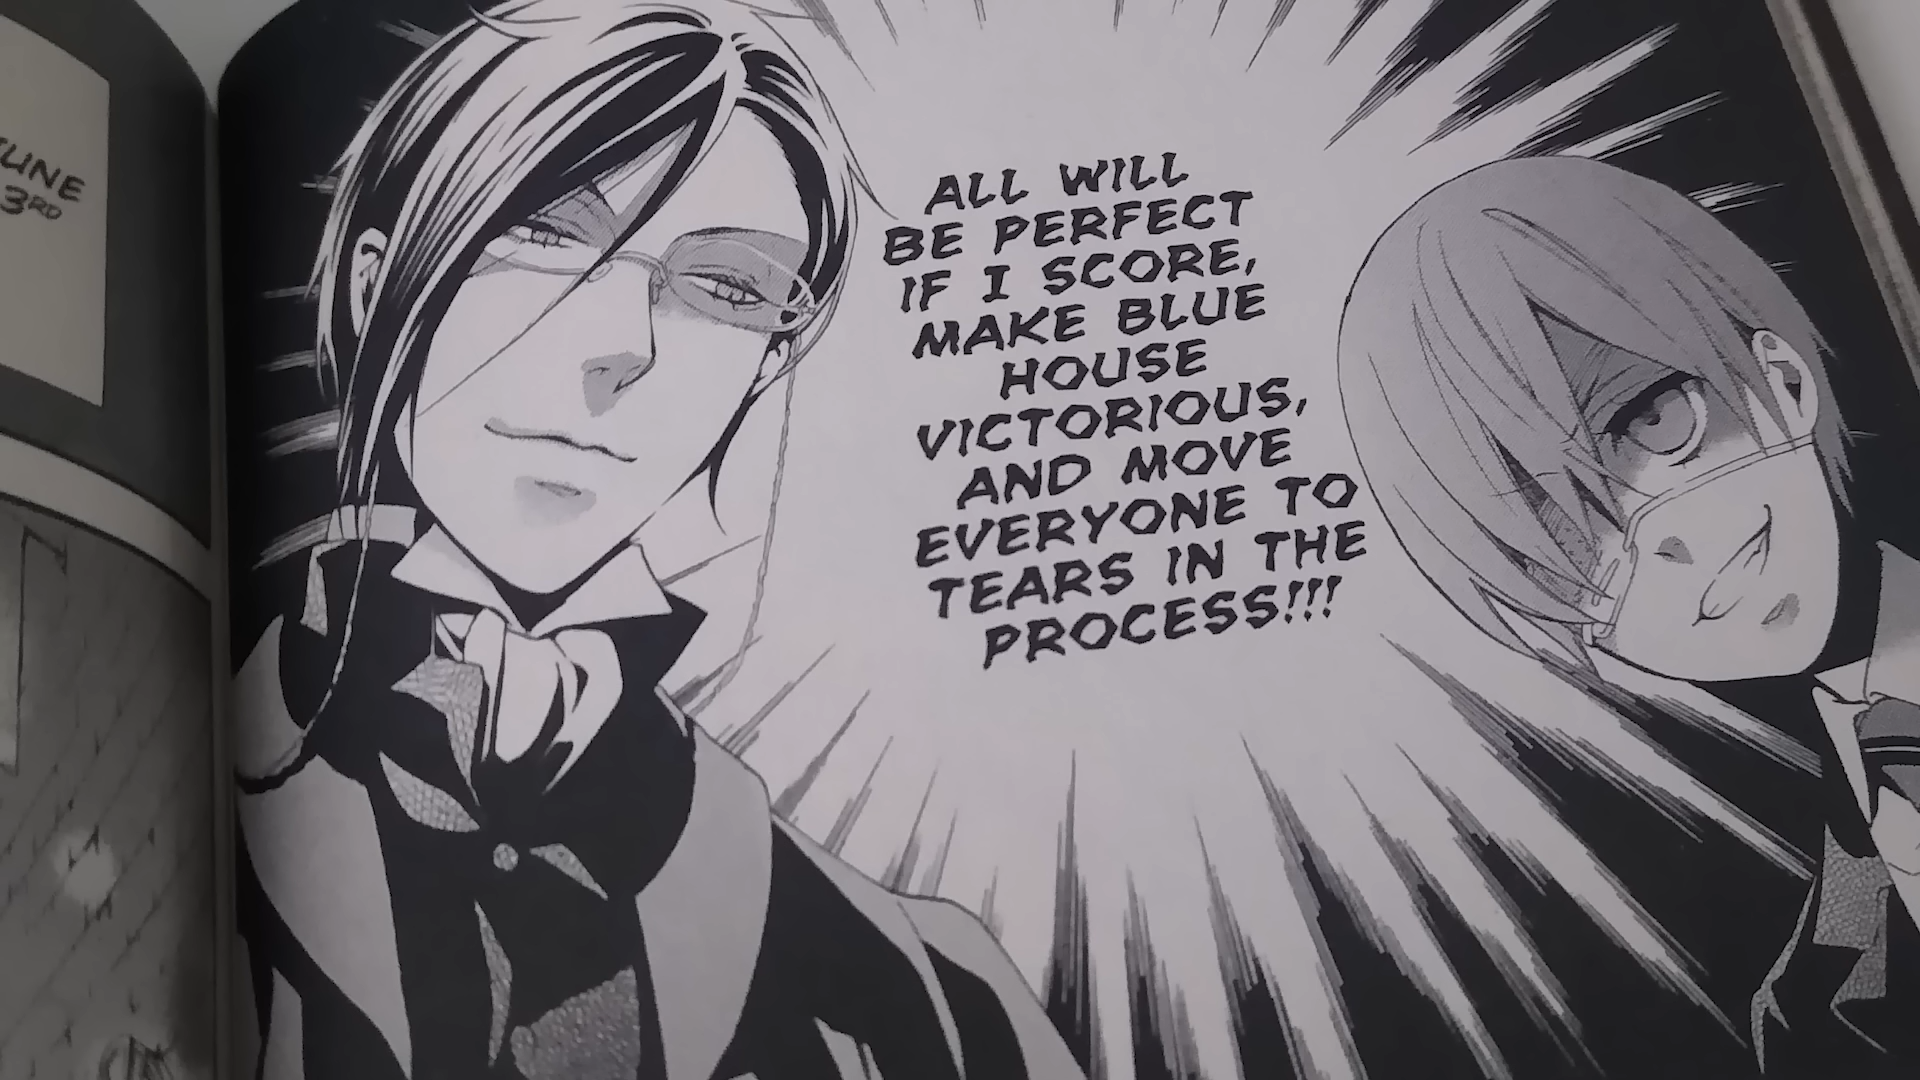 3RD
ALL WILL
BE PERFECT
IF I SCORE,
MAKE BLUE
HOUSE
VICTORIOUS,
AND MOVE
EVERYONE TO
TEARS IN THE
PROCESS!!!